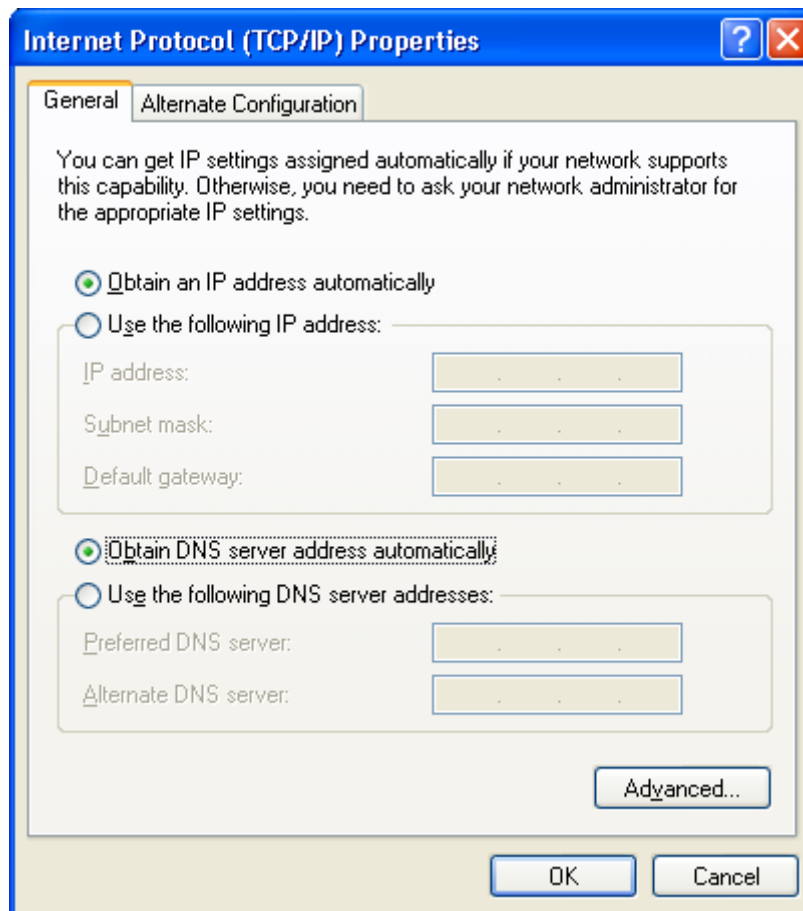 Internet Protocol (TCP/IP) Properties
General
Alternate Configuration
You can get IP settings assigned automatically if your network supports
this capability. Otherwise, you need to ask your network administrator for
the appropriate IP settings.
Obtain an IP address automatically
Use the following IP address:
IP address:
Subnet mask:
Default gateway:
Obtain DNS server address automatically
Use the following DNS server addresses:
Preferred DNS server:
Alternate DNS server:
Advanced...
OK
Cancel